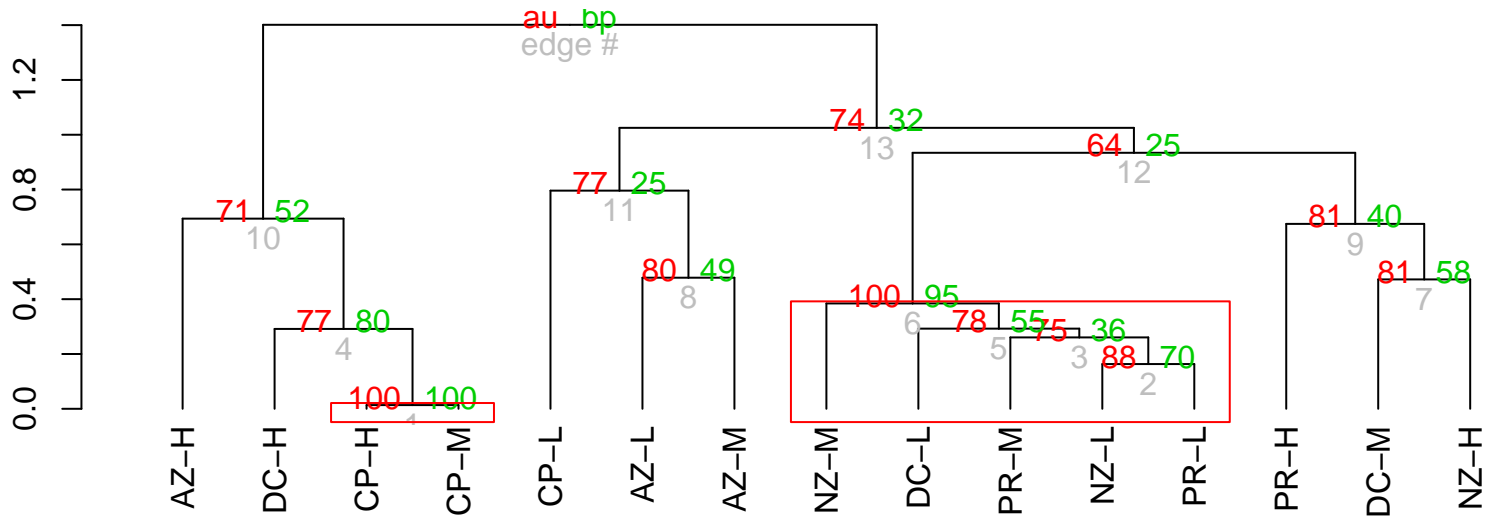 au bp
edge #
1.2
0.8
0.4
0.0
74 32
13
64 25
12
77 25
11
71 52
10
81 40
9
80 49
8
81 58
7
100 95
6
77 80
4
78 55
5
75 36
3
88 70
2
100 100
1
AZ–H
DC–H
CP–H
CP–M
CP–L
AZ–L
AZ–M
NZ–M
DC–L
PR–M
NZ–L
PR–L
PR–H
DC–M
NZ–H